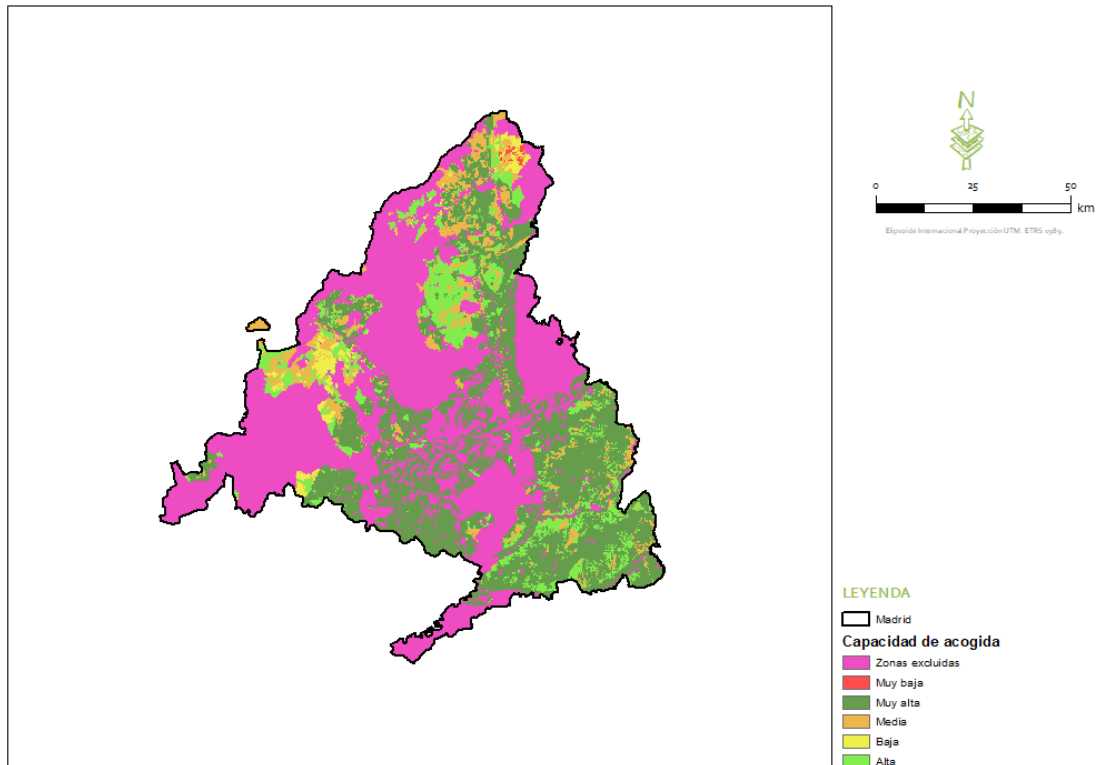 N
0 25 50
km
Elipsoide Internacional Proyección UTM. ETRS 1989.
LEYENDA
Madrid
Capacidad de acogida
Zonas excluidas
Muy baja
Muy alta
Media
Baja
Alta